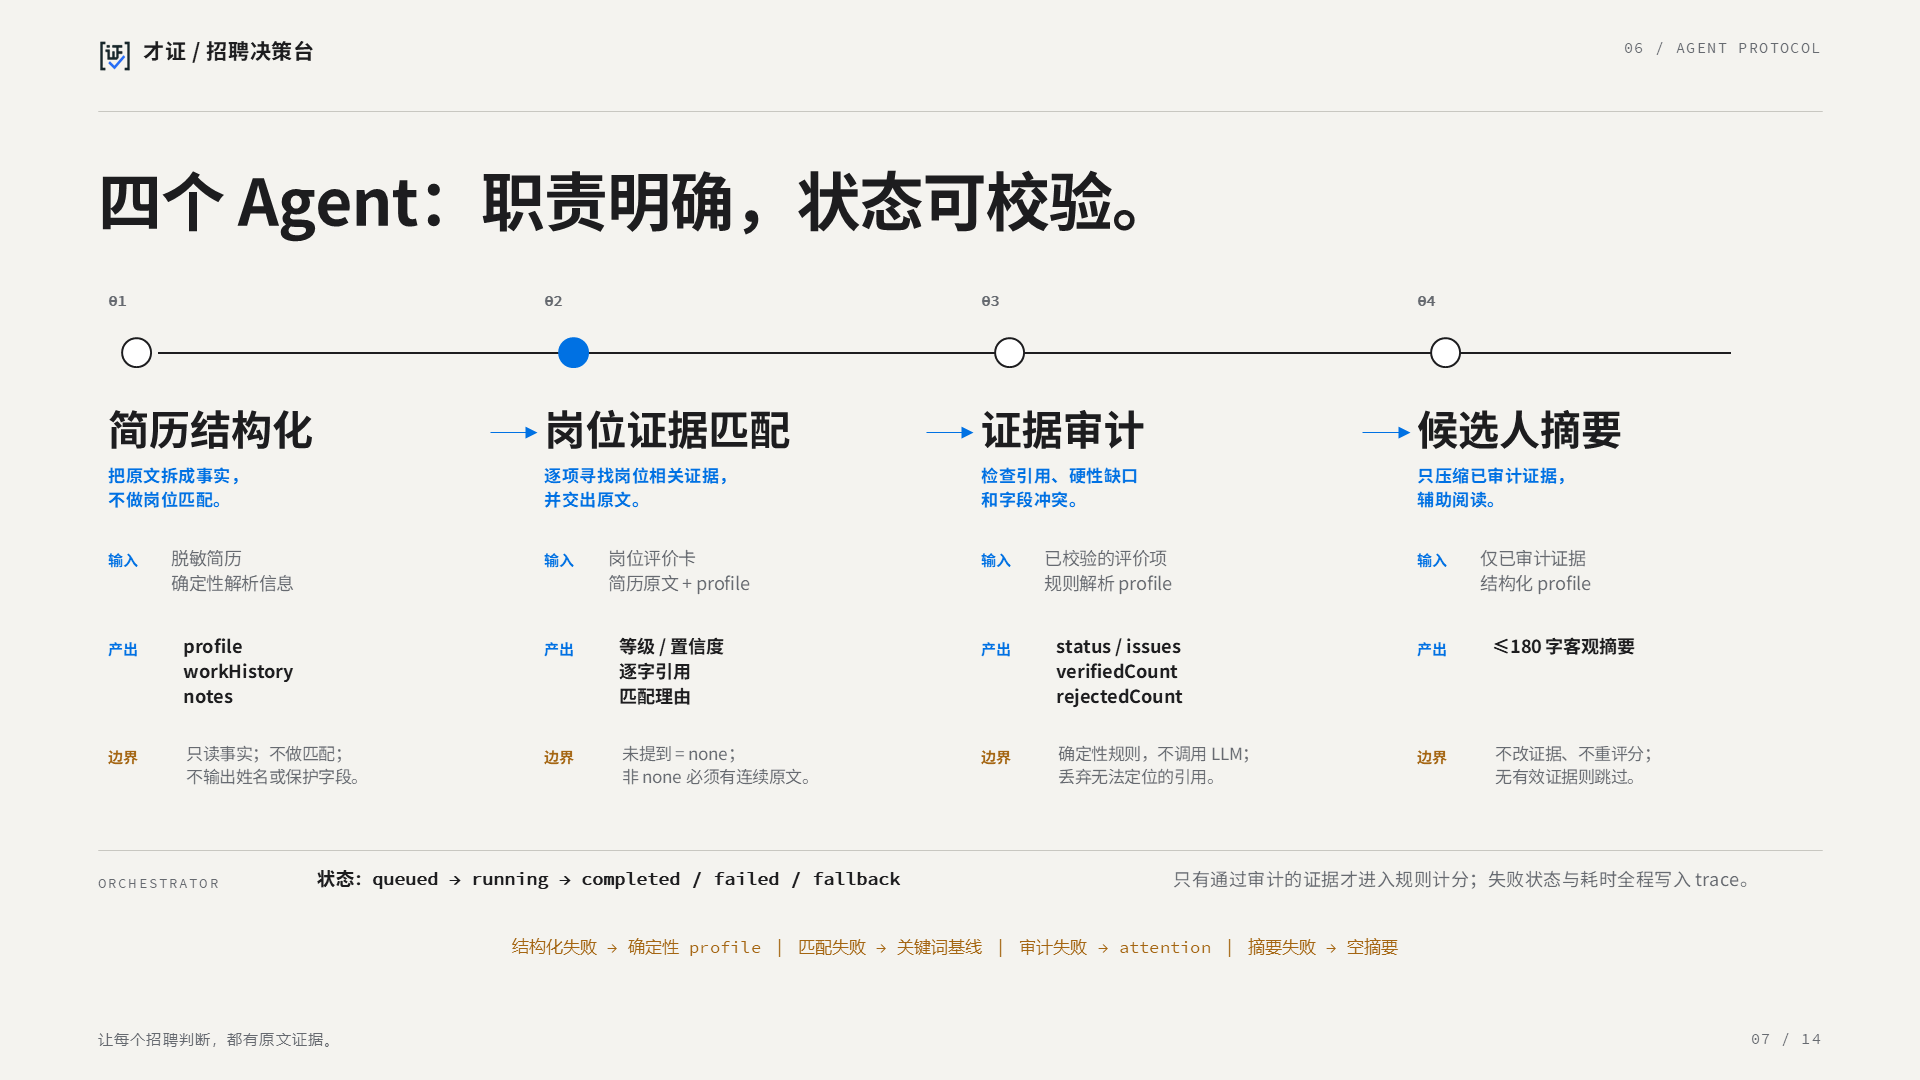 [证] 才证 / 招聘决策台
06 / AGENT PROTOCOL
四个 Agent：职责明确，状态可校验。
01
02
03
04
简历结构化
把原文拆成事实，
不做岗位匹配。
输入
脱敏简历
确定性解析信息
产出
profile
workHistory
notes
边界
只读事实；不做匹配；
不输出姓名或保护字段。
岗位证据匹配
逐项寻找岗位相关证据，
并交出原文。
输入
岗位评价卡
简历原文 + profile
产出
等级 / 置信度
逐字引用
匹配理由
边界
未提到 = none；
非 none 必须有连续原文。
证据审计
检查引用、硬性缺口
和字段冲突。
输入
已校验的评价项
规则解析 profile
产出
status / issues
verifiedCount
rejectedCount
边界
确定性规则，不调用 LLM；
丢弃无法定位的引用。
候选人摘要
只压缩已审计证据，
辅助阅读。
输入
仅已审计证据
结构化 profile
产出
≤180 字客观摘要
边界
不改证据、不重评分；
无有效证据则跳过。
ORCHESTRATOR
状态：queued → running → completed / failed / fallback
只有通过审计的证据才进入规则计分；失败状态与耗时全程写入 trace。
结构化失败 → 确定性 profile | 匹配失败 → 关键词基线 | 审计失败 → attention | 摘要失败 → 空摘要
让每个招聘判断，都有原文证据。
07 / 14